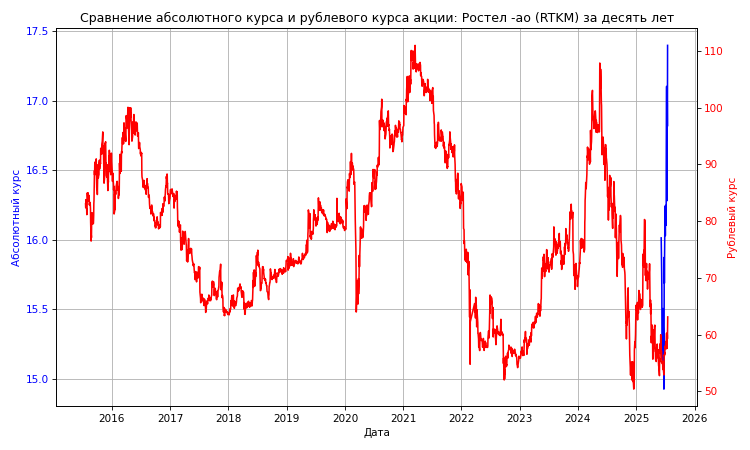 Сравнение абсолютного курса и рублевого курса акции: Ростел -ао (RTKM) за десять лет
17.5
17.0
16.5
16.0
15.5
15.0
Абсолютный курс
110
100
90
80
70
60
50
Рублевый курс
2016 2017 2018 2019 2020 2021 2022 2023 2024 2025 2026
Дата